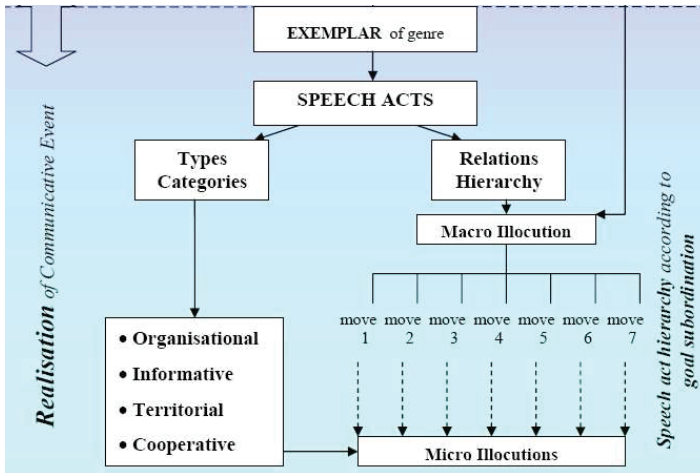 EXEMPLAR of genre
SPEECH ACTS
Types
Categories
Relations
Hierarchy
Macro Illocution
move
1
move
2
move
3
move
4
move
5
move
6
move
7
• Organisational
• Informative
• Territorial
• Cooperative
Micro Illocutions
Realisation of Communicative Event
Speech act hierarchy according to
goal subordination